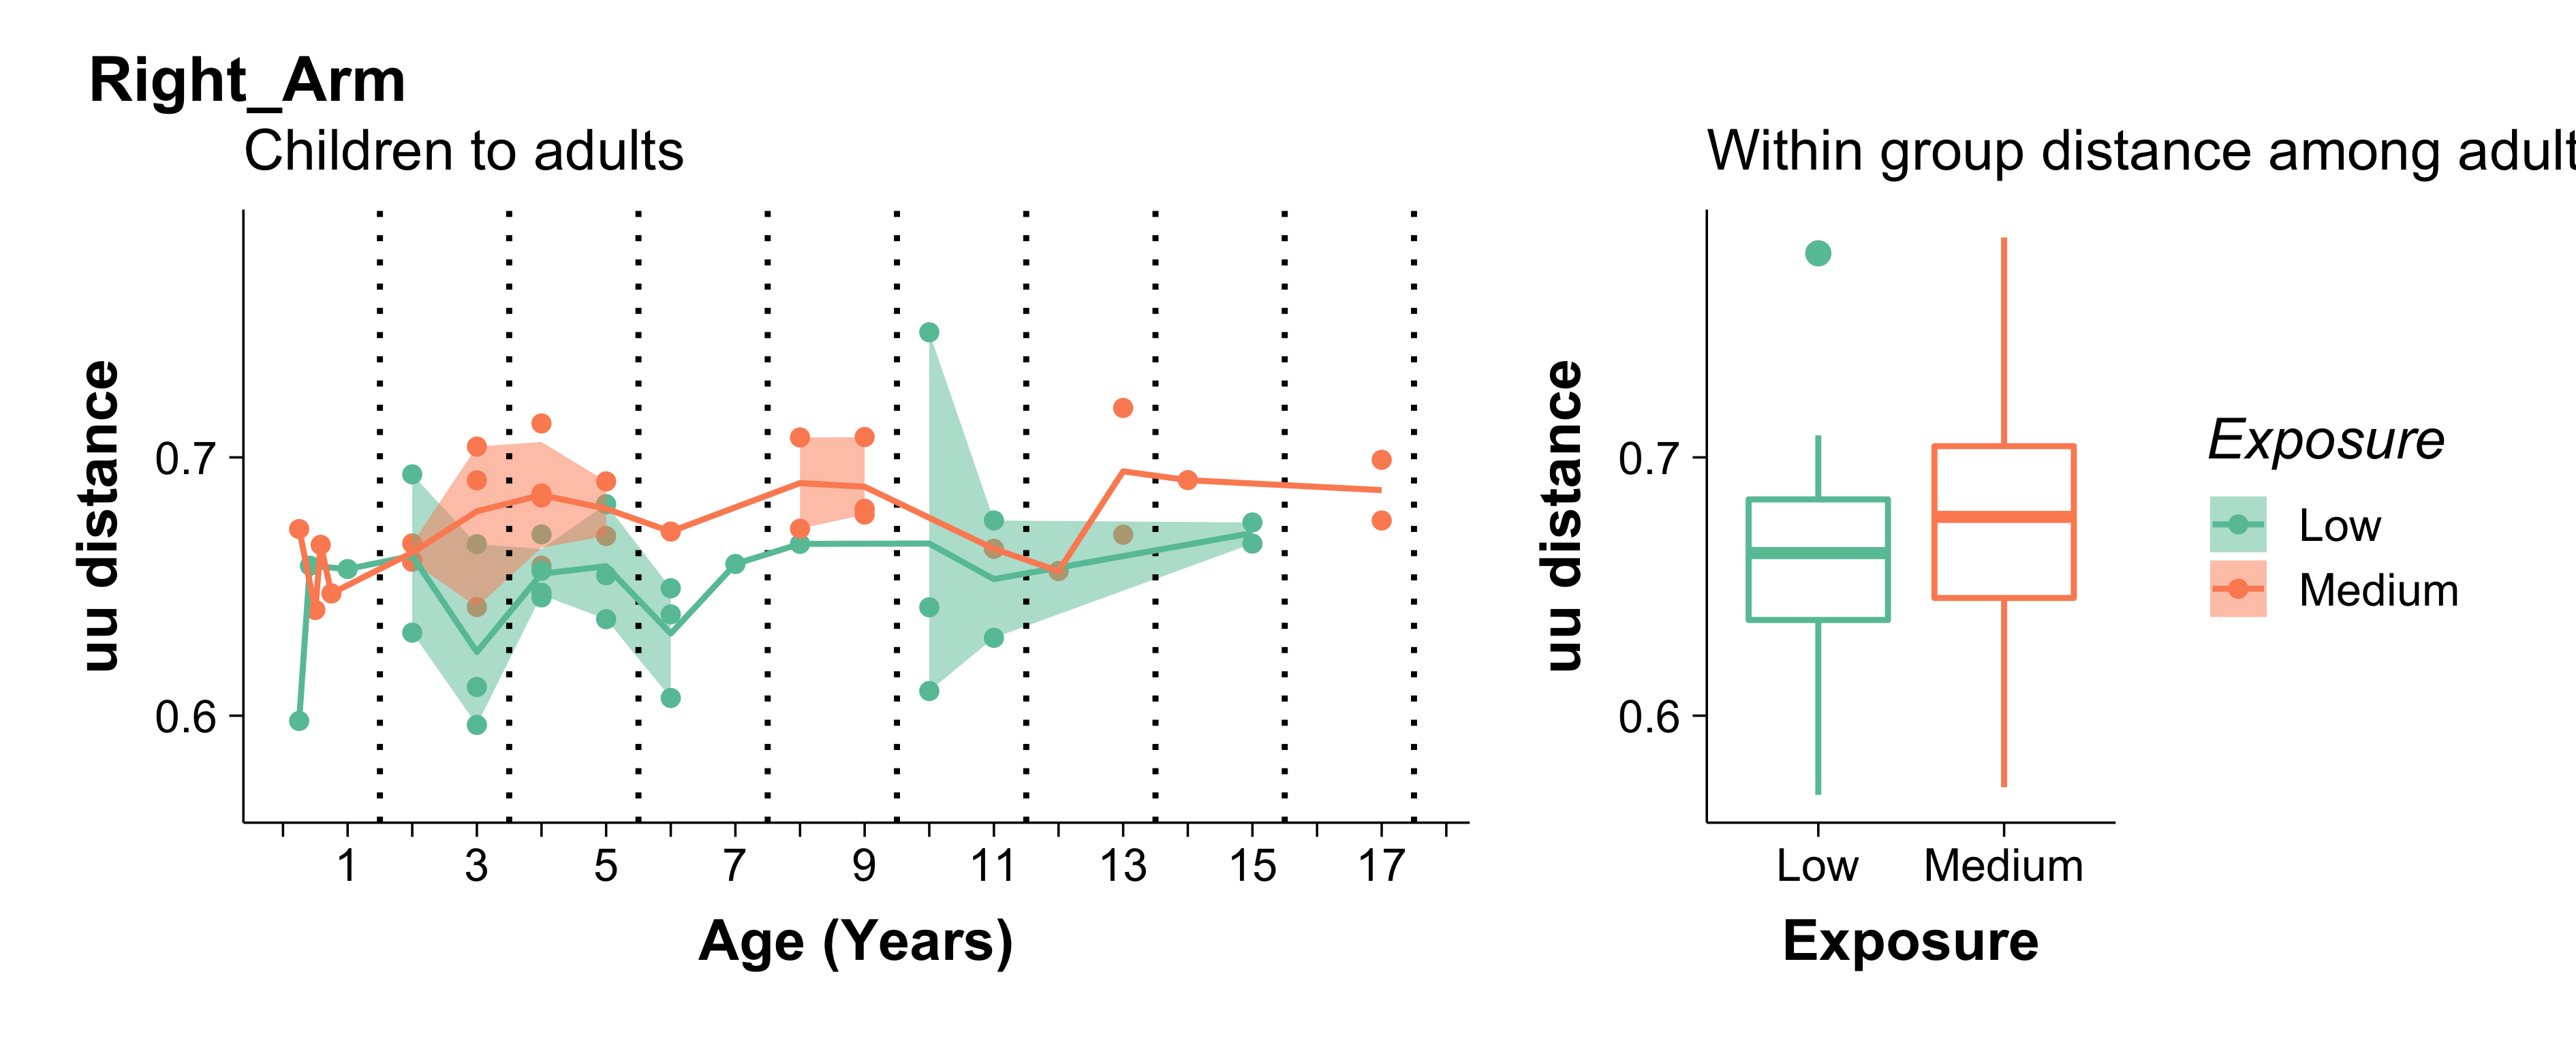 Right_Arm
Children to adults
uu distance
0.7
0.6
1 3 5 7 9 11 13 15 17
Age (Years)
Within group distance among adult
uu distance
0.7
0.6
Low Medium
Exposure
Exposure
Low
Medium